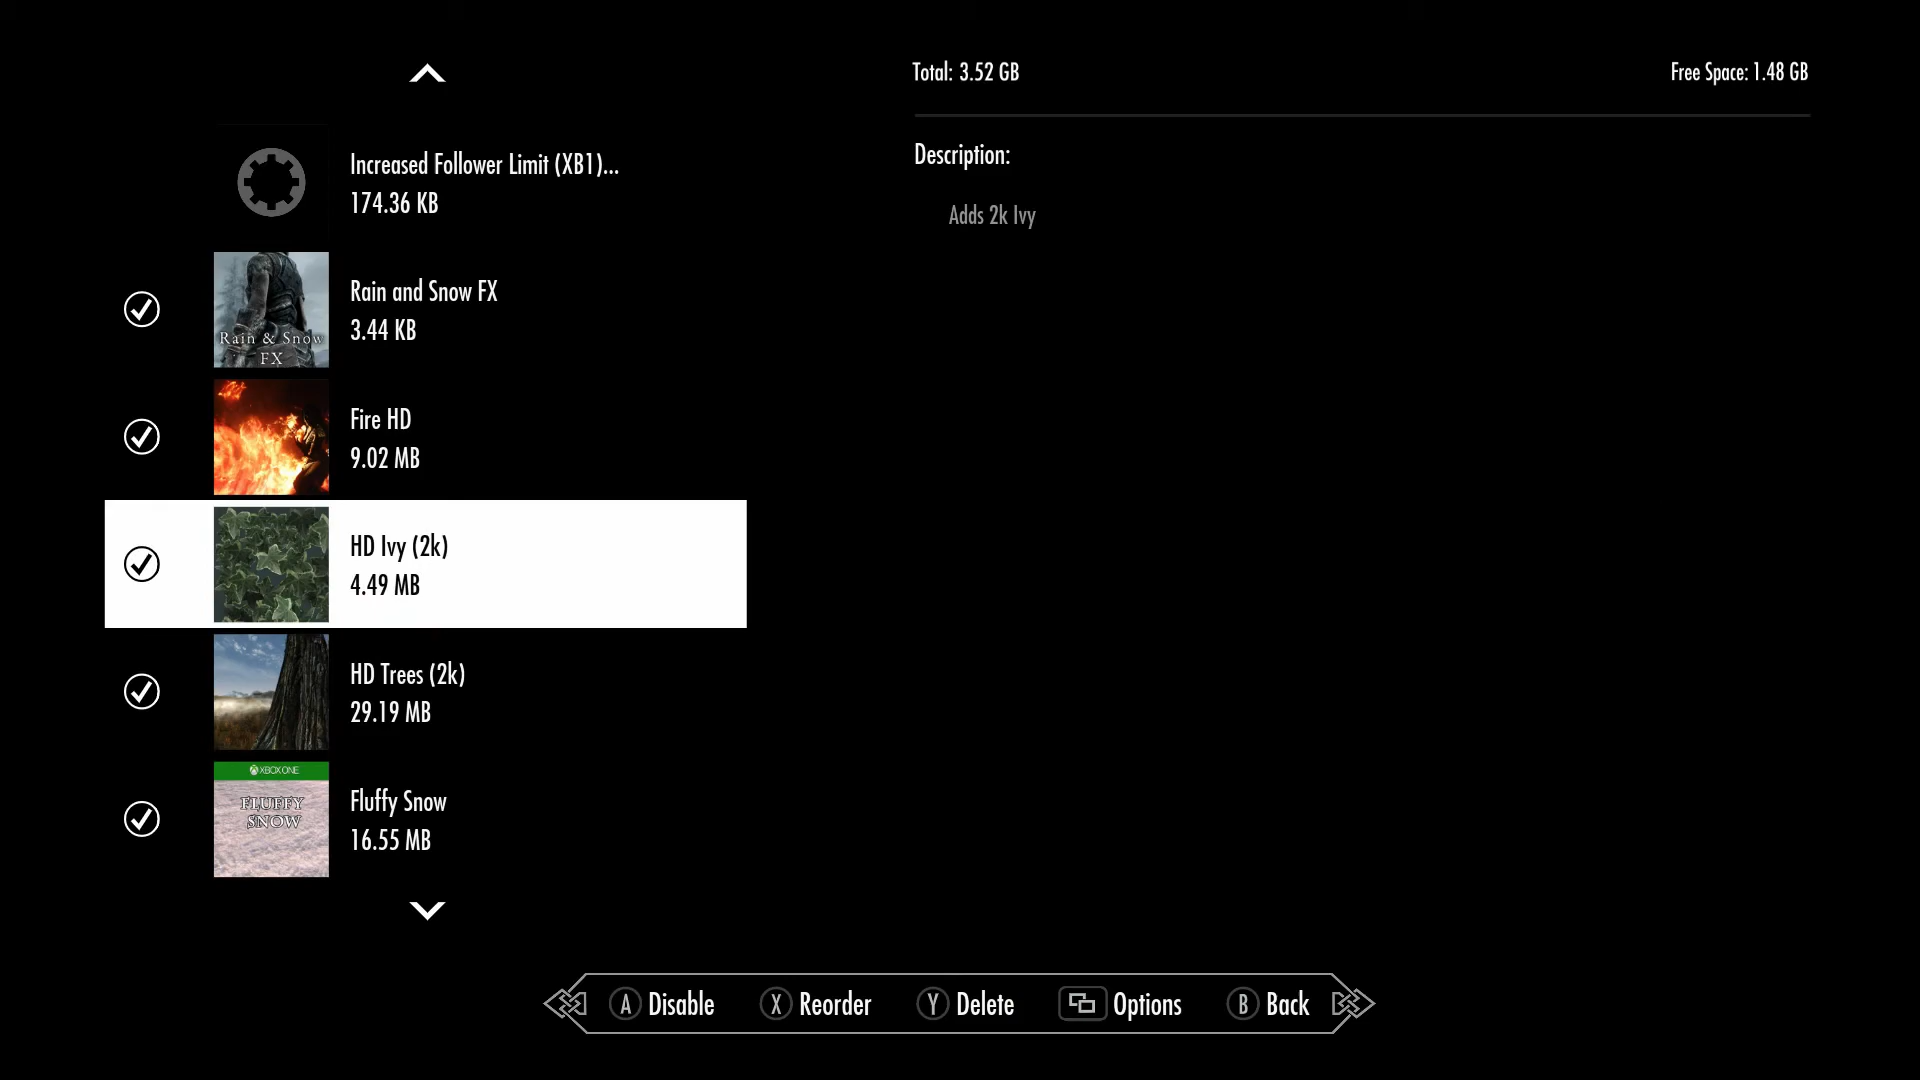 Total: 3.52 GB
Free Space: 1.48 GB
Increased Follower Limit (XB1)...
174.36 KB
Rain & Snow
FX
Rain and Snow FX
3.44 KB
Fire HD
9.02 MB
HD Ivy (2k)
4.49 MB
HD Trees (2k)
29.19 MB
XBOX ONE
FLUFFY
SNOW
Fluffy Snow
16.55 MB
Description:
Adds 2k Ivy
A Disable
X Reorder
Y Delete
Options
B Back